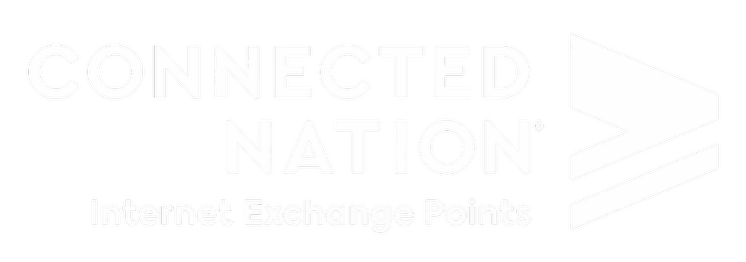 CONNECTED
NATION®
Internet Exchange Points